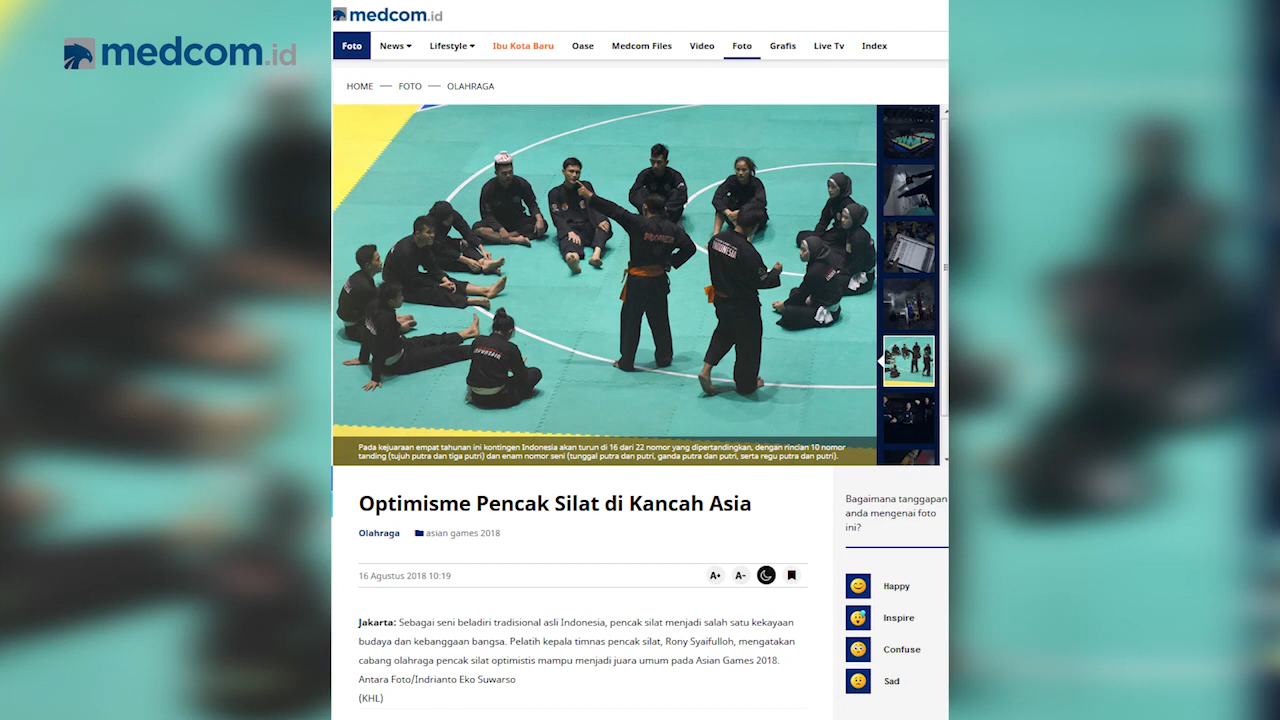 medcom.id
medcom.id
Foto News Lifestyle Ibu Kota Baru Oase Medcom Files Video Foto Grafis Live Tv Index
HOME — FOTO — OLAHRAGA
INDONESIA
INDONESIA
INDONESIA
Pada kejuaraan empat tahunan ini kontingen Indonesia akan turun di 16 dari 22 nomor yang dipertandingkan, dengan rincian 10 nomor
tanding (tujuh putra dan tiga putri) dan enam nomor seni (tunggal putra dan putri, ganda putra dan putri, serta regu putra dan putri).
Optimisme Pencak Silat di Kancah Asia
Olahraga asian games 2018
16 Agustus 2018 10:19
A+ A-
Jakarta: Sebagai seni beladiri tradisional asli Indonesia, pencak silat menjadi salah satu kekayaan
budaya dan kebanggaan bangsa. Pelatih kepala timnas pencak silat, Rony Syaifulloh, mengatakan
cabang olahraga pencak silat optimistis mampu menjadi juara umum pada Asian Games 2018.
Antara Foto/Indrianto Eko Suwarso
(KHL)
Bagaimana tanggapan
anda mengenai foto
ini?
Happy
Inspire
Confuse
Sad